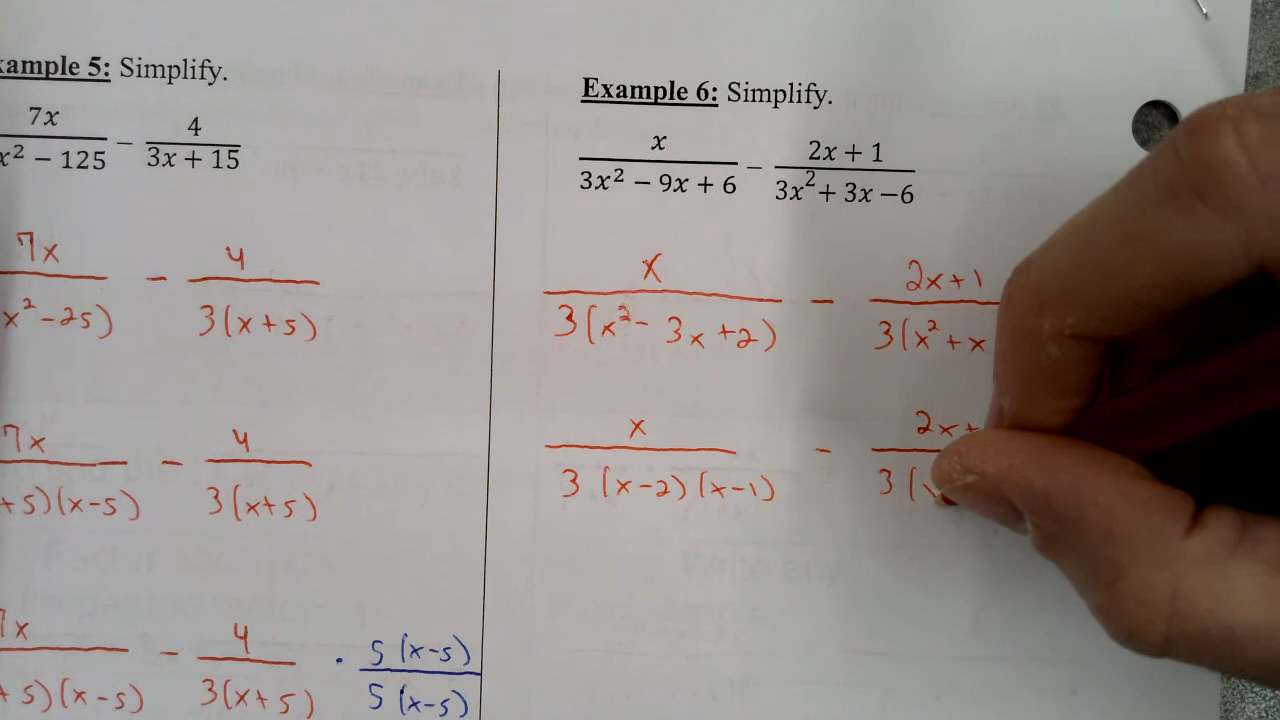 xample 5: Simplify.
7x / x² − 125 − 4 / 3x + 15
7x / x² - 25) - 4 / 3(x+5)
7x / +5)(x-5) - 4 / 3(x+5)
7x / +5)(x-5) - 4 / 3(x+5) · 5(x-5) / 5(x-5)
Example 6: Simplify.
x / 3x² − 9x + 6 − 2x + 1 / 3x² + 3x − 6
x / 3(x² - 3x + 2) - 2x+1 / 3(x² + x
x / 3(x-2)(x-1) - 2x+ / 3(